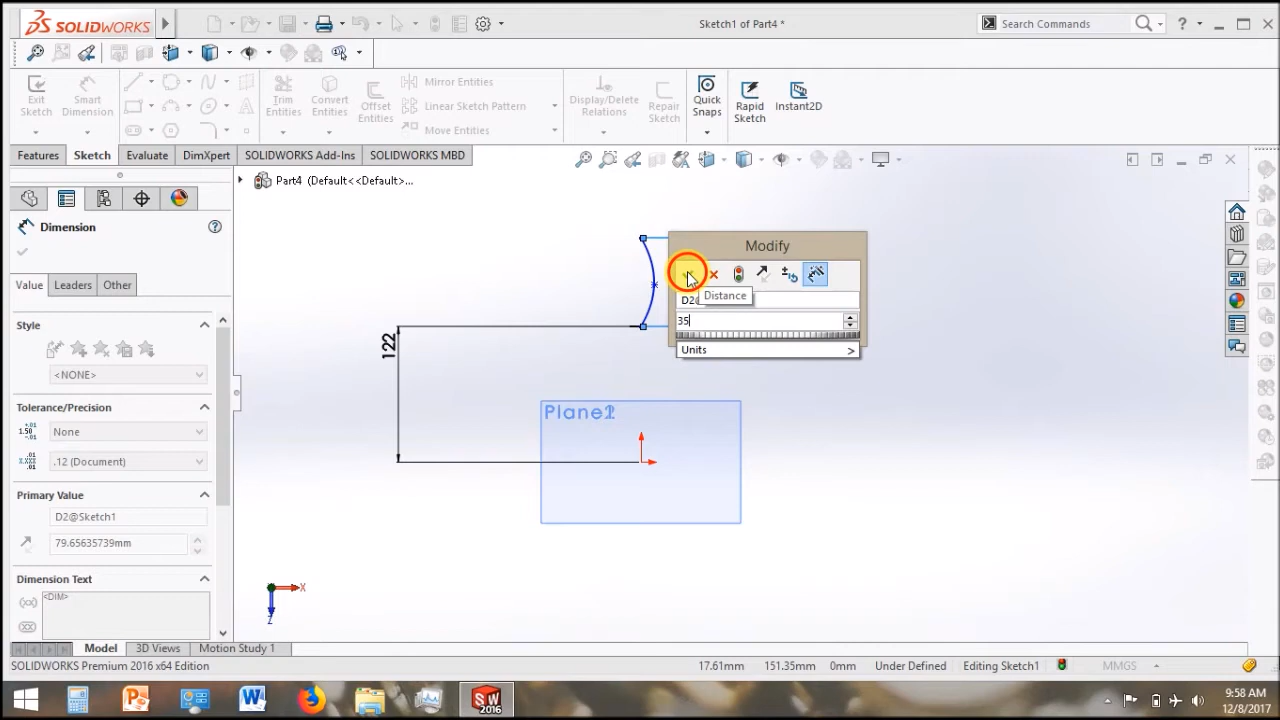 SOLIDWORKS
Sketch1 of Part4 *
Search Commands
Exit Sketch
Smart Dimension
Trim Entities
Convert Entities
Offset Entities
Mirror Entities
Linear Sketch Pattern
Move Entities
Display/Delete Relations
Repair Sketch
Quick Snaps
Rapid Sketch
Instant2D
Features Sketch Evaluate DimXpert SOLIDWORKS Add-Ins SOLIDWORKS MBD
Part4 (Default<<Default>...
Dimension
Value Leaders Other
Style
<NONE>
Tolerance/Precision
None
.12 (Document)
Primary Value
D2@Sketch1
79.65635739mm
Dimension Text
<DIM>
Modify
Distance
D2@
35
Units >
122
X
Z
Model 3D Views Motion Study 1
SOLIDWORKS Premium 2016 x64 Edition
17.61mm 151.35mm 0mm Under Defined Editing Sketch1 MMGS
SW 2016
9:58 AM
12/8/2017